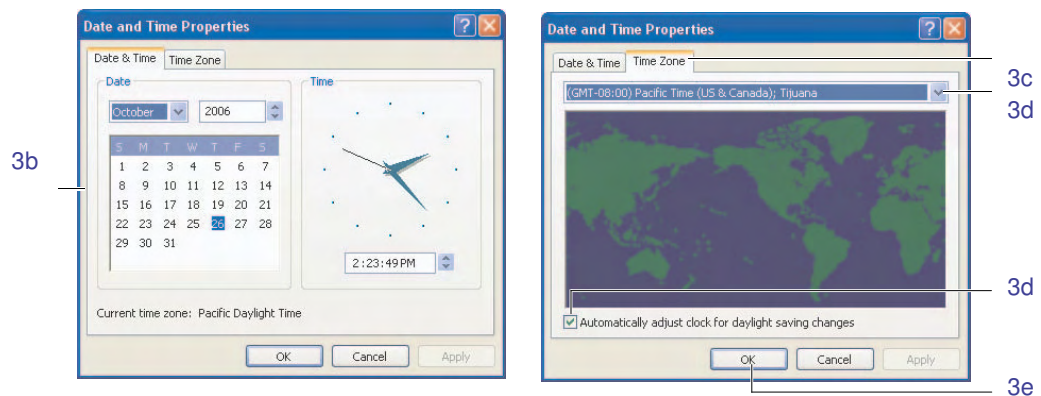 Date and Time Properties
Date & Time Time Zone
Date
Time
October 2006
S M T W T F S
1 2 3 4 5 6 7
8 9 10 11 12 13 14
15 16 17 18 19 20 21
22 23 24 25 26 27 28
29 30 31
2:23:49 PM
Current time zone: Pacific Daylight Time
OK Cancel Apply
3b
Date and Time Properties
Date & Time Time Zone
(GMT-08:00) Pacific Time (US & Canada); Tijuana
Automatically adjust clock for daylight saving changes
OK Cancel Apply
3c
3d
3d
3e